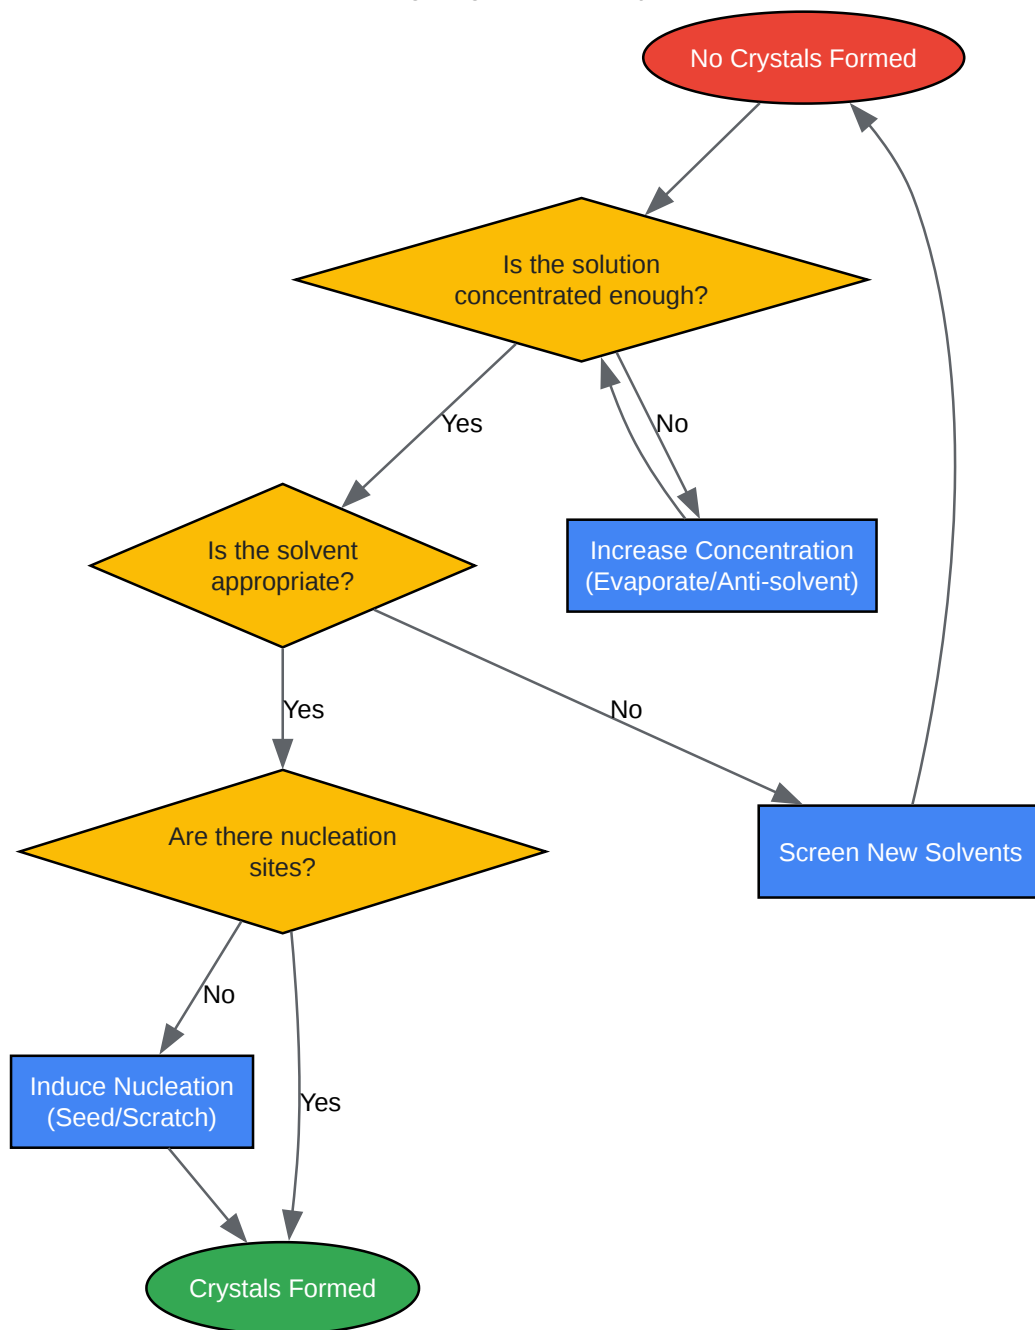 No Crystals Formed
Is the solution
concentrated enough?
Yes
No
Is the solvent
appropriate?
Increase Concentration
(Evaporate/Anti-solvent)
Yes
No
Are there nucleation
sites?
Screen New Solvents
No
Induce Nucleation
(Seed/Scratch)
Yes
Crystals Formed